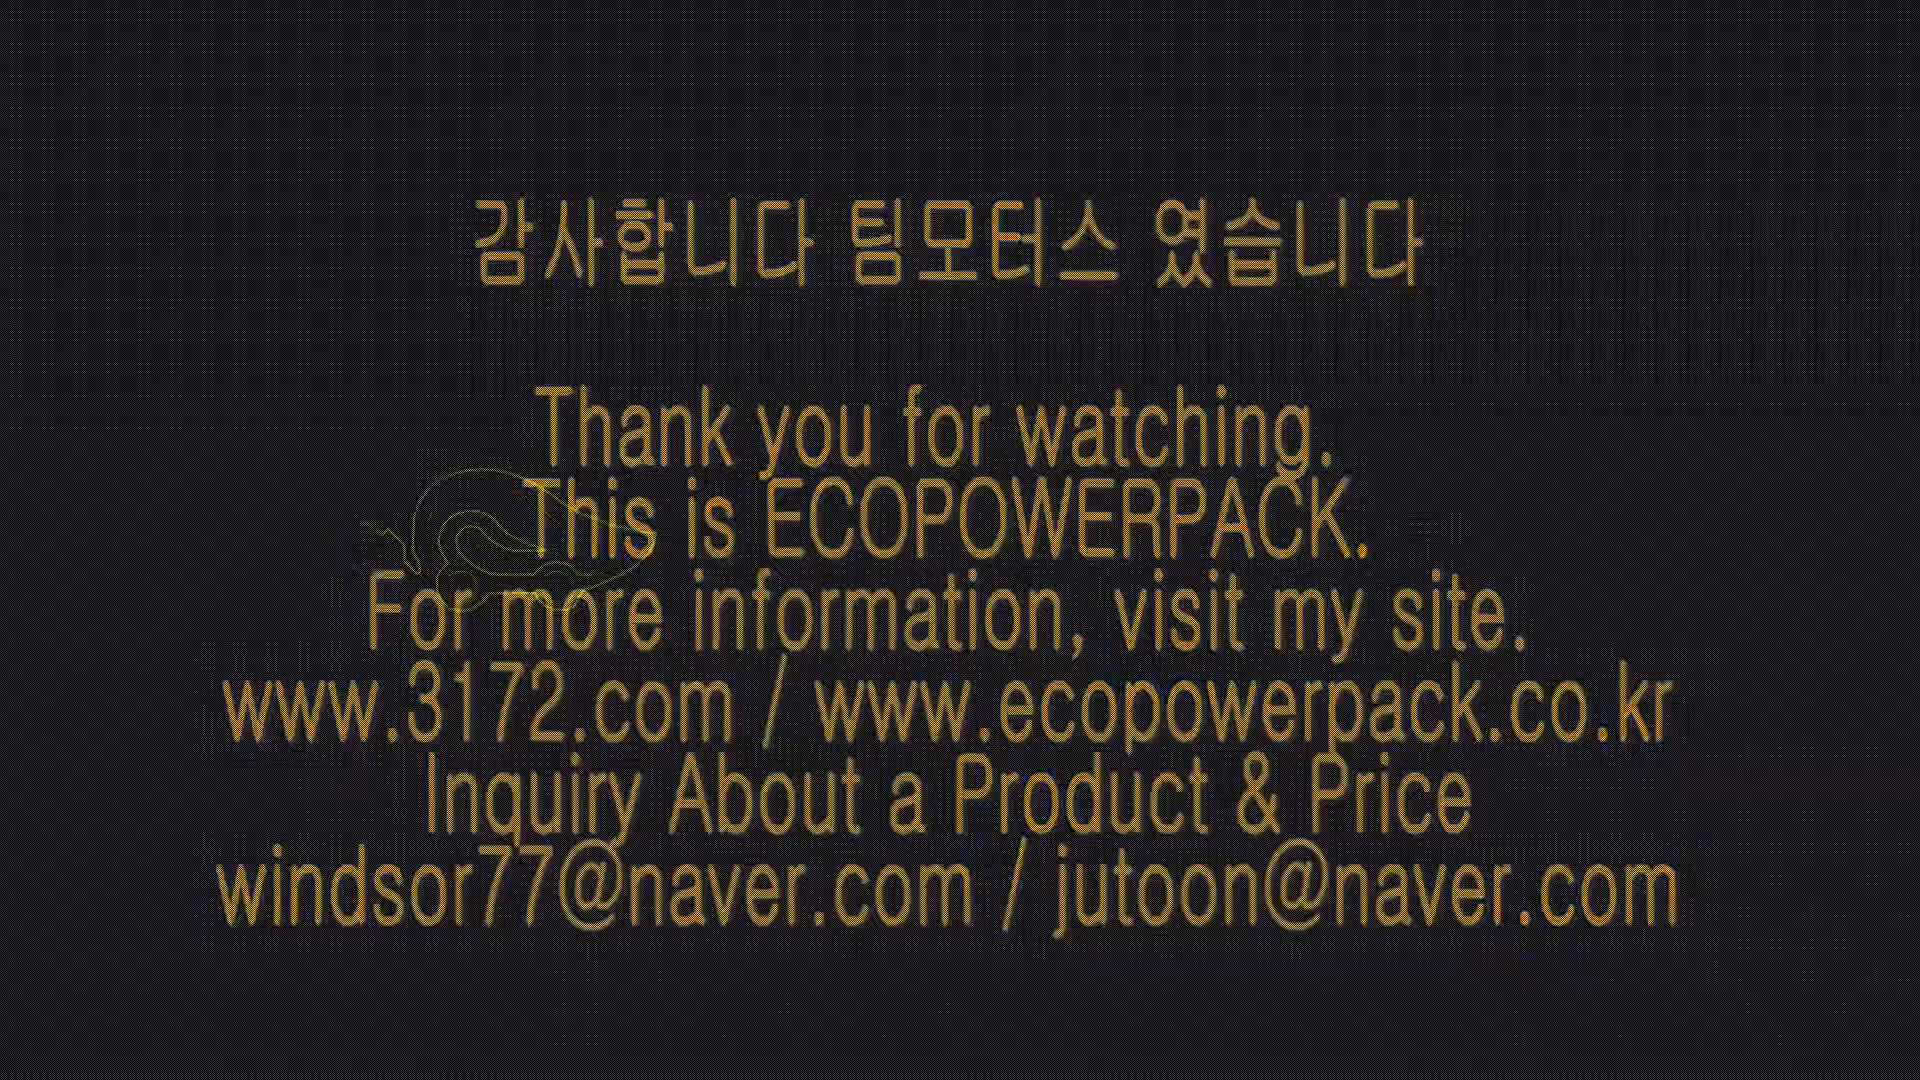 감사합니다 팀모터스 였습니다
Thank you for watching.
This is ECOPOWERPACK.
For more information, visit my site.
www.3172.com / www.ecopowerpack.co.kr
Inquiry About a Product & Price
windsor77@naver.com / jutoon@naver.com